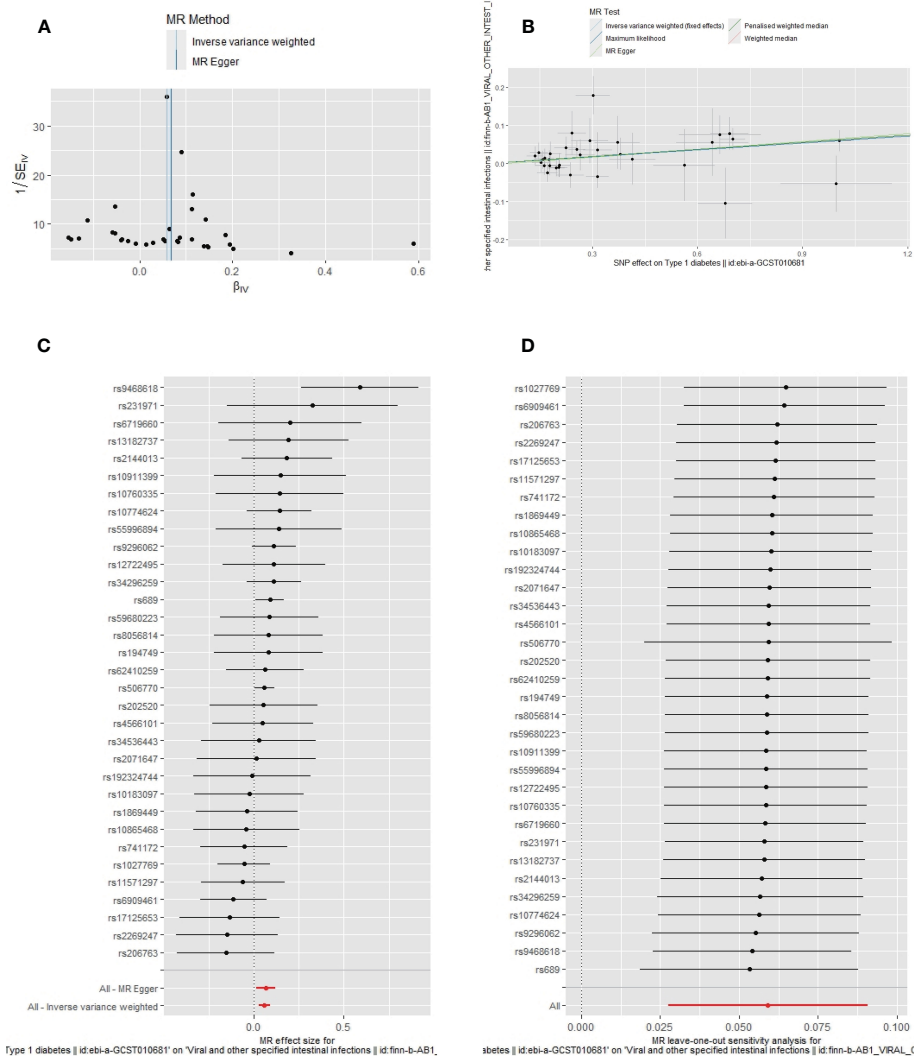 A
MR Method
Inverse variance weighted
MR Egger
1/SE_IV
30
20
10
0.0
0.2
0.4
0.6
β_IV
B
MR Test
Inverse variance weighted (fixed effects)
Maximum likelihood
MR Egger
Penalised weighted median
Weighted median
her specified intestinal infections || id:finn-b-AB1_VIRAL_OTHER_INTEST_I
0.2
0.1
0.0
-0.1
-0.2
0.3
0.6
0.9
1.2
SNP effect on Type 1 diabetes || id:ebi-a-GCST010681
C
rs9468618
rs231971
rs6719660
rs13182737
rs2144013
rs10911399
rs10760335
rs10774624
rs55996894
rs9296062
rs12722495
rs34296259
rs689
rs59680223
rs8056814
rs194749
rs62410259
rs506770
rs202520
rs4566101
rs34536443
rs2071647
rs192324744
rs10183097
rs1869449
rs10865468
rs741172
rs1027769
rs11571297
rs6909461
rs17125653
rs2269247
rs206763
All - MR Egger
All - Inverse variance weighted
0.0
0.5
MR effect size for
Type 1 diabetes || id:ebi-a-GCST010681' on 'Viral and other specified intestinal infections || id:finn-b-AB1_
D
rs1027769
rs6909461
rs206763
rs2269247
rs17125653
rs11571297
rs741172
rs1869449
rs10865468
rs10183097
rs192324744
rs2071647
rs34536443
rs4566101
rs506770
rs202520
rs62410259
rs194749
rs8056814
rs59680223
rs10911399
rs55996894
rs12722495
rs10760335
rs6719660
rs231971
rs13182737
rs2144013
rs34296259
rs10774624
rs9296062
rs9468618
rs689
All
0.000
0.025
0.050
0.075
0.100
MR leave-one-out sensitivity analysis for
abetes || id:ebi-a-GCST010681' on 'Viral and other specified intestinal infections || id:finn-b-AB1_VIRAL_